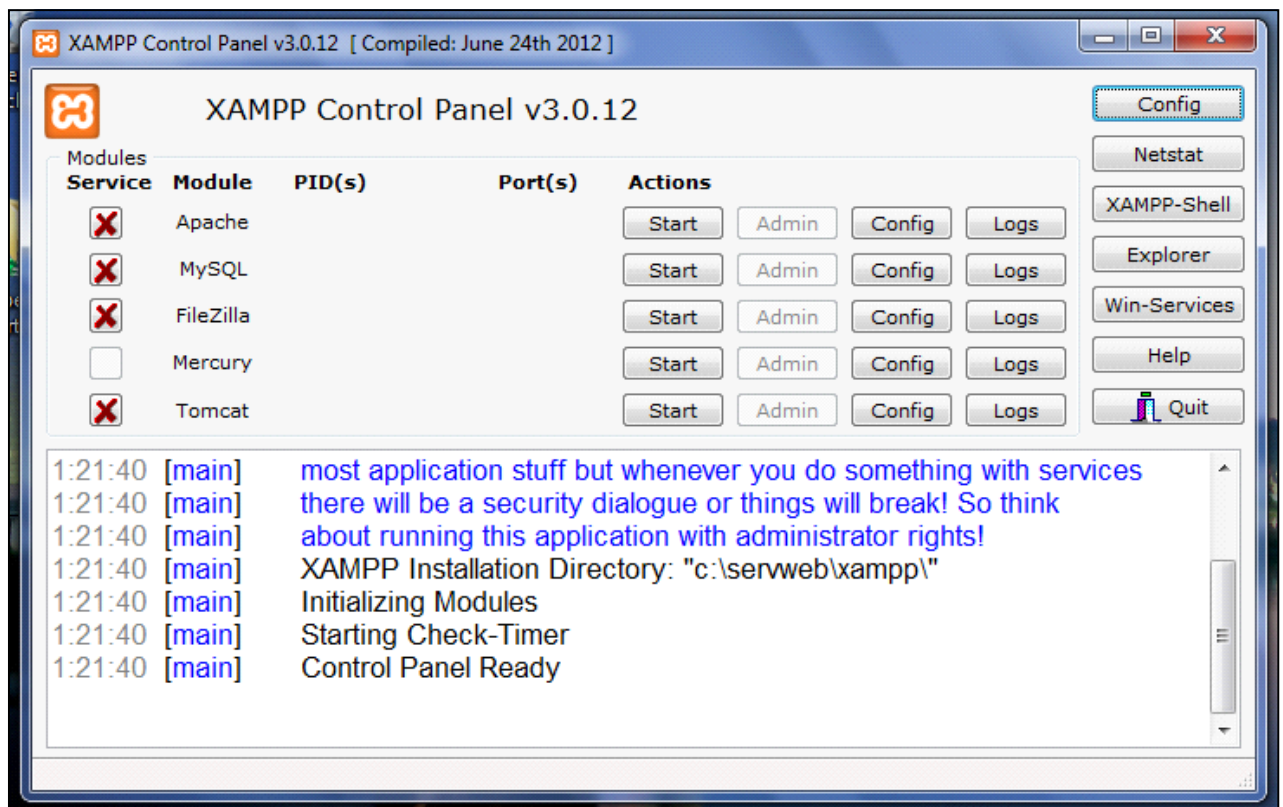 XAMPP Control Panel v3.0.12 [ Compiled: June 24th 2012 ]
XAMPP Control Panel v3.0.12
Config
Modules
Netstat
Service Module PID(s) Port(s) Actions
XAMPP-Shell
Apache Start Admin Config Logs
Explorer
MySQL Start Admin Config Logs
Win-Services
FileZilla Start Admin Config Logs
Help
Mercury Start Admin Config Logs
Quit
Tomcat Start Admin Config Logs
1:21:40 [main] most application stuff but whenever you do something with services
1:21:40 [main] there will be a security dialogue or things will break! So think
1:21:40 [main] about running this application with administrator rights!
1:21:40 [main] XAMPP Installation Directory: "c:\servweb\xampp\"
1:21:40 [main] Initializing Modules
1:21:40 [main] Starting Check-Timer
1:21:40 [main] Control Panel Ready